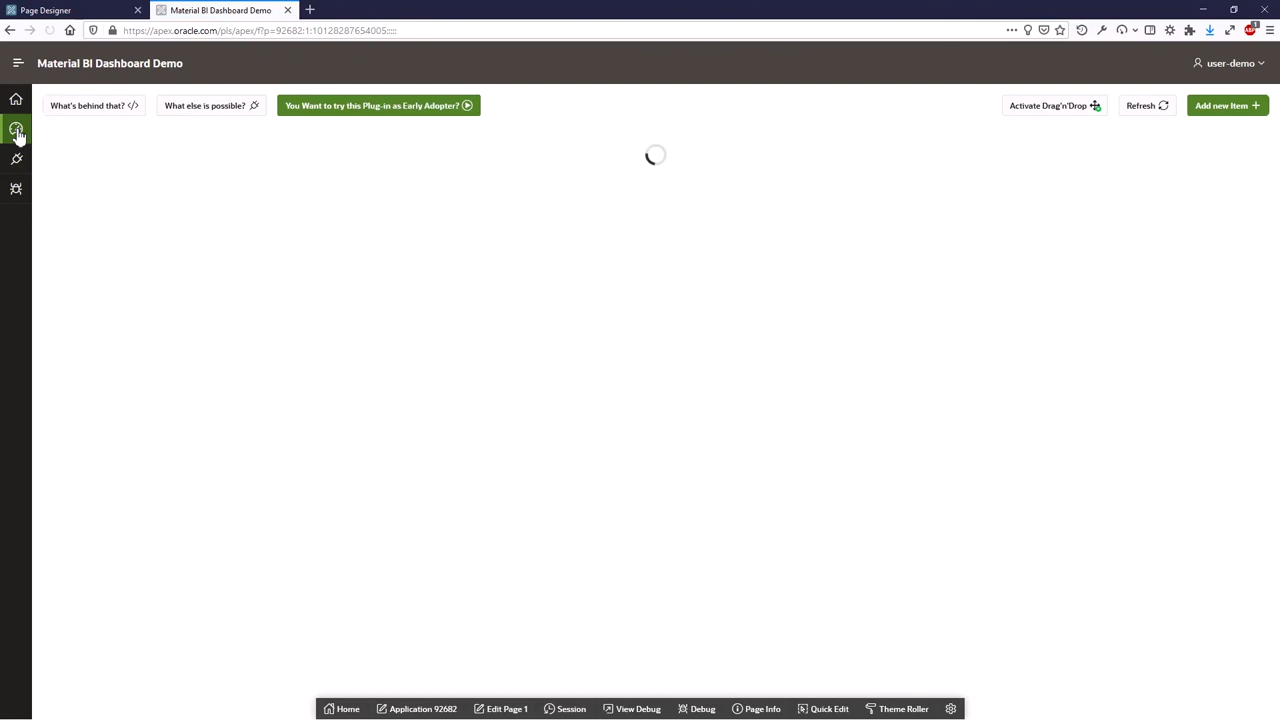 Page Designer
Material BI Dashboard Demo
https://apex.oracle.com/pls/apex/f?p=92682:1:10128287654005:::::
Material BI Dashboard Demo
user-demo
What's behind that?
What else is possible?
You Want to try this Plug-in as Early Adopter?
Activate Drag'n'Drop
Refresh
Add new Item
Home
Application 92682
Edit Page 1
Session
View Debug
Debug
Page Info
Quick Edit
Theme Roller